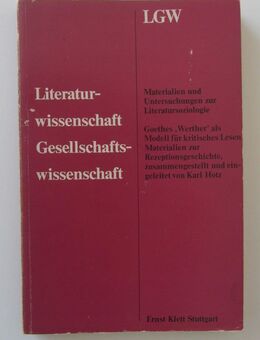 LGW
Literatur-
wissenschaft
Gesellschafts-
wissenschaft
Materialien und
Untersuchungen zur
Literatursoziologie
Goethes ‚Werther‘ als
Modell für kritisches Lesen
Materialien zur
Rezeptionsgeschichte,
zusammengestellt und ein-
geleitet von Karl Hotz
Ernst Klett Stuttgart